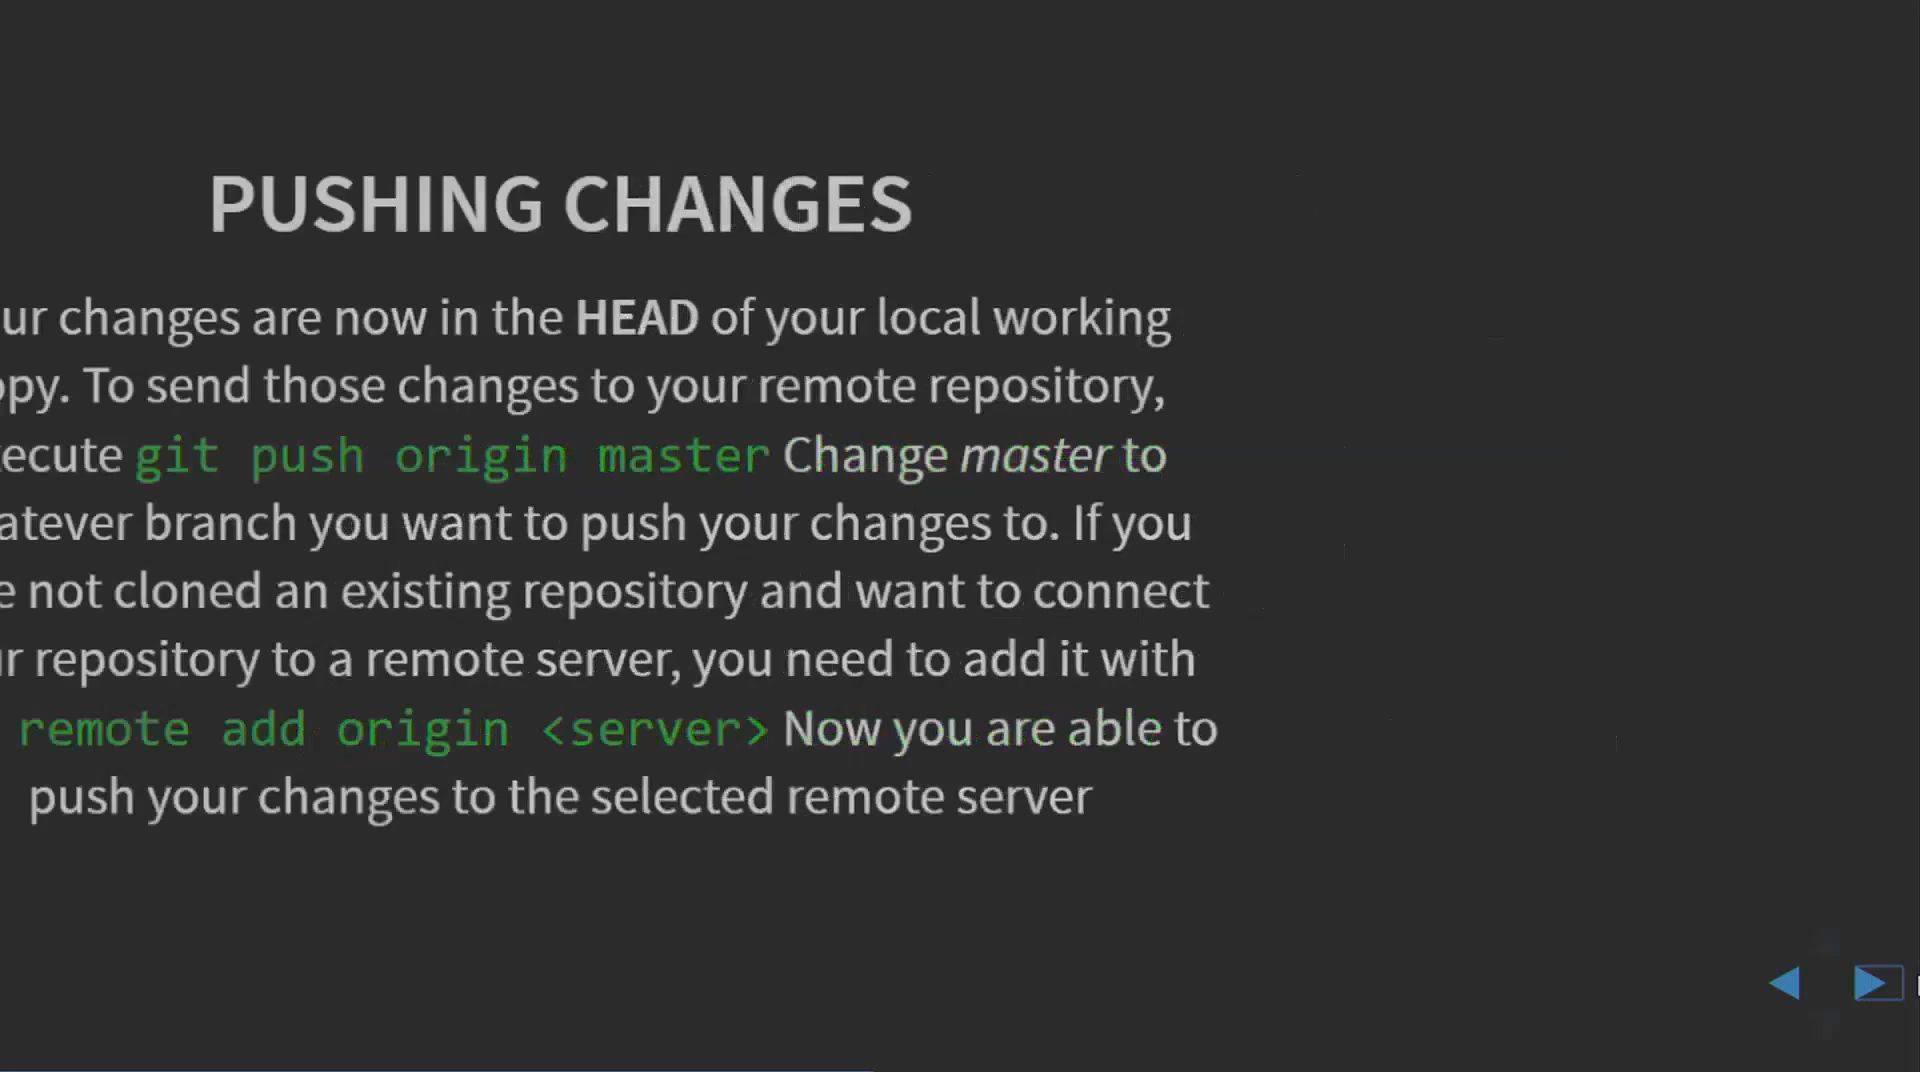 PUSHING CHANGES
ur changes are now in the HEAD of your local working
opy. To send those changes to your remote repository,
ecute git push origin master Change master to
atever branch you want to push your changes to. If you
e not cloned an existing repository and want to connect
r repository to a remote server, you need to add it with
remote add origin <server> Now you are able to
push your changes to the selected remote server